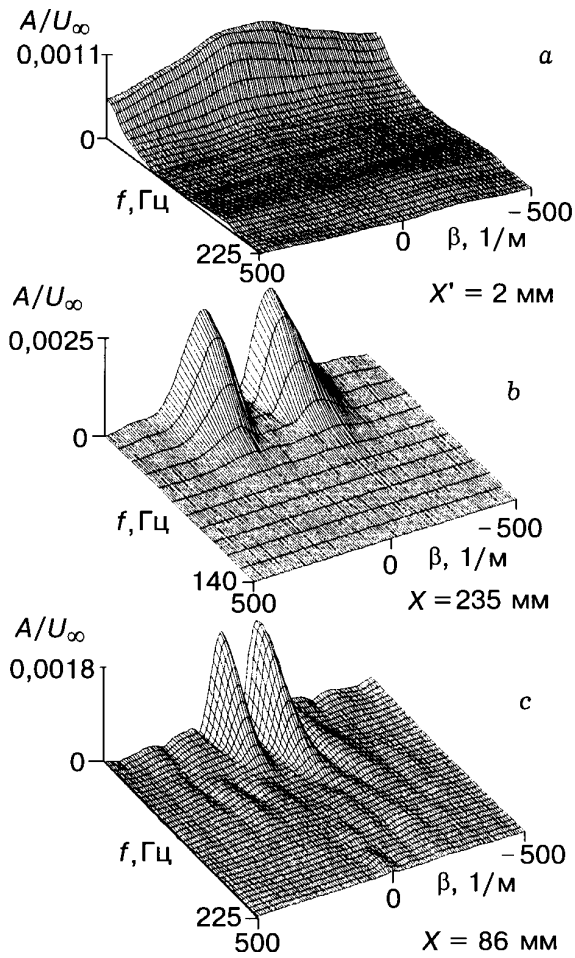 A/U∞
0,0011
a
0
f, Гц
− 500
0
β, 1/м
225
500
X' = 2 мм
A/U∞
0,0025
b
0
f, Гц
− 500
0
β, 1/м
140
500
X = 235 мм
A/U∞
0,0018
c
0
f, Гц
− 500
0
β, 1/м
225
500
X = 86 мм